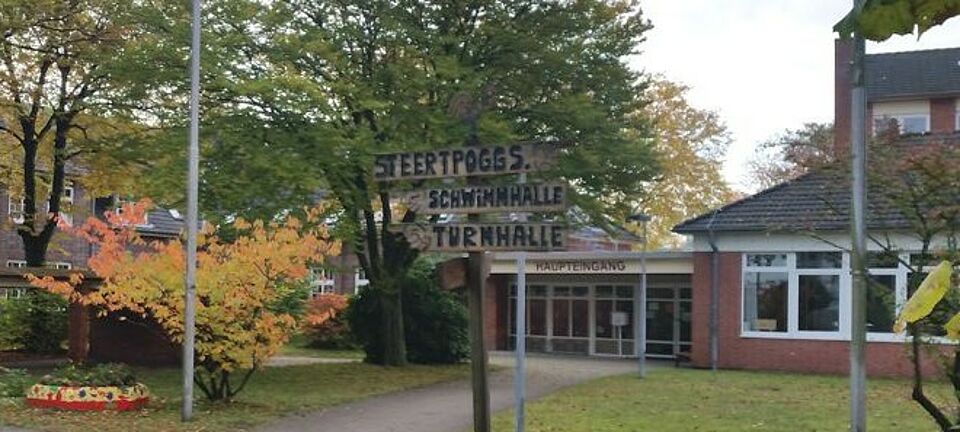 STEERTPOGGS.
SCHWIMMHALLE
TURNHALLE
HAUPTEINGANG